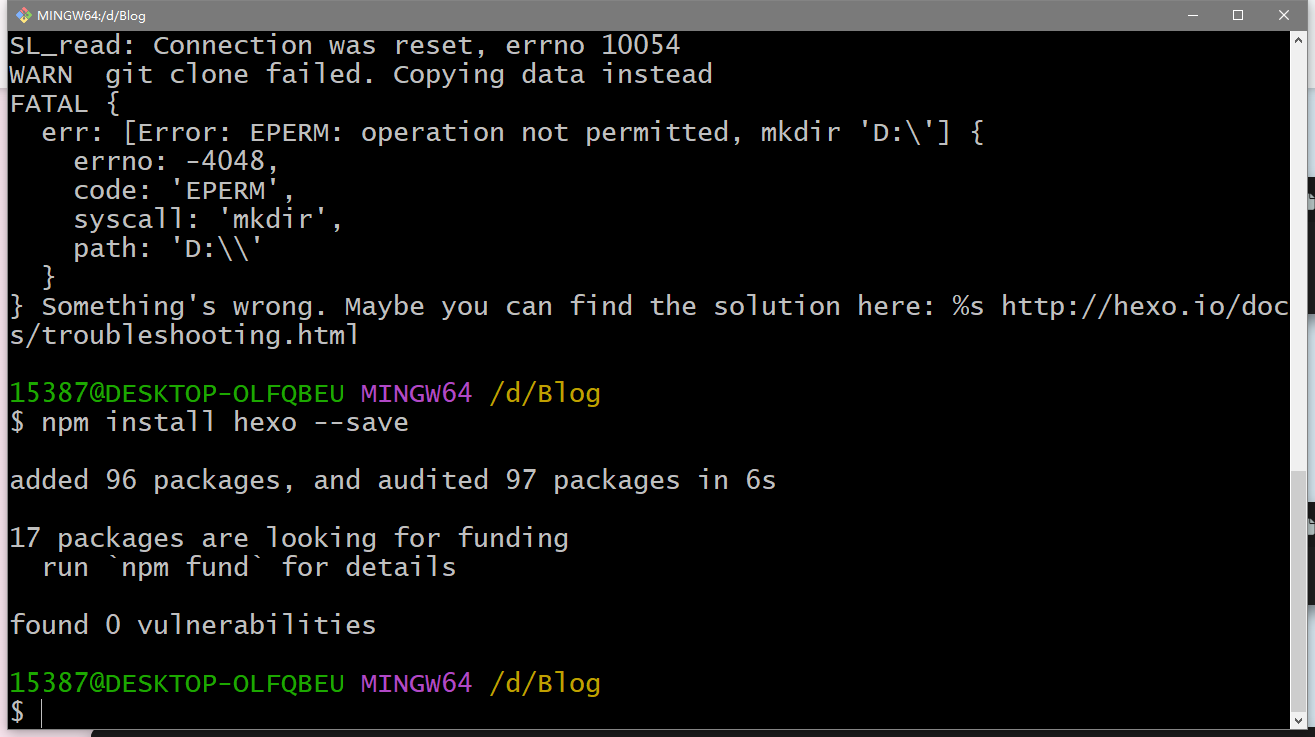 MINGW64:/d/Blog
SL_read: Connection was reset, errno 10054
WARN  git clone failed. Copying data instead
FATAL {
  err: [Error: EPERM: operation not permitted, mkdir 'D:\'] {
    errno: -4048,
    code: 'EPERM',
    syscall: 'mkdir',
    path: 'D:\\'
  }
} Something's wrong. Maybe you can find the solution here: %s http://hexo.io/doc
s/troubleshooting.html
15387@DESKTOP-OLFQBEU MINGW64 /d/Blog
$ npm install hexo --save
added 96 packages, and audited 97 packages in 6s
17 packages are looking for funding
  run `npm fund` for details
found 0 vulnerabilities
15387@DESKTOP-OLFQBEU MINGW64 /d/Blog
$